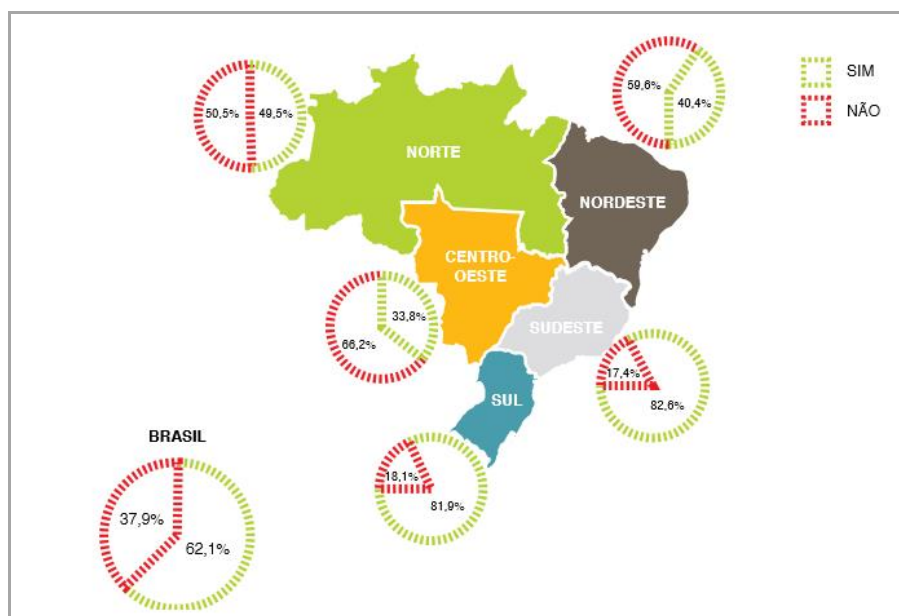 SIM
NÃO
50,5%
49,5%
59,6%
40,4%
NORTE
NORDESTE
CENTRO-
OESTE
33,8%
66,2%
SUDESTE
17,4%
82,6%
SUL
18,1%
81,9%
BRASIL
37,9%
62,1%